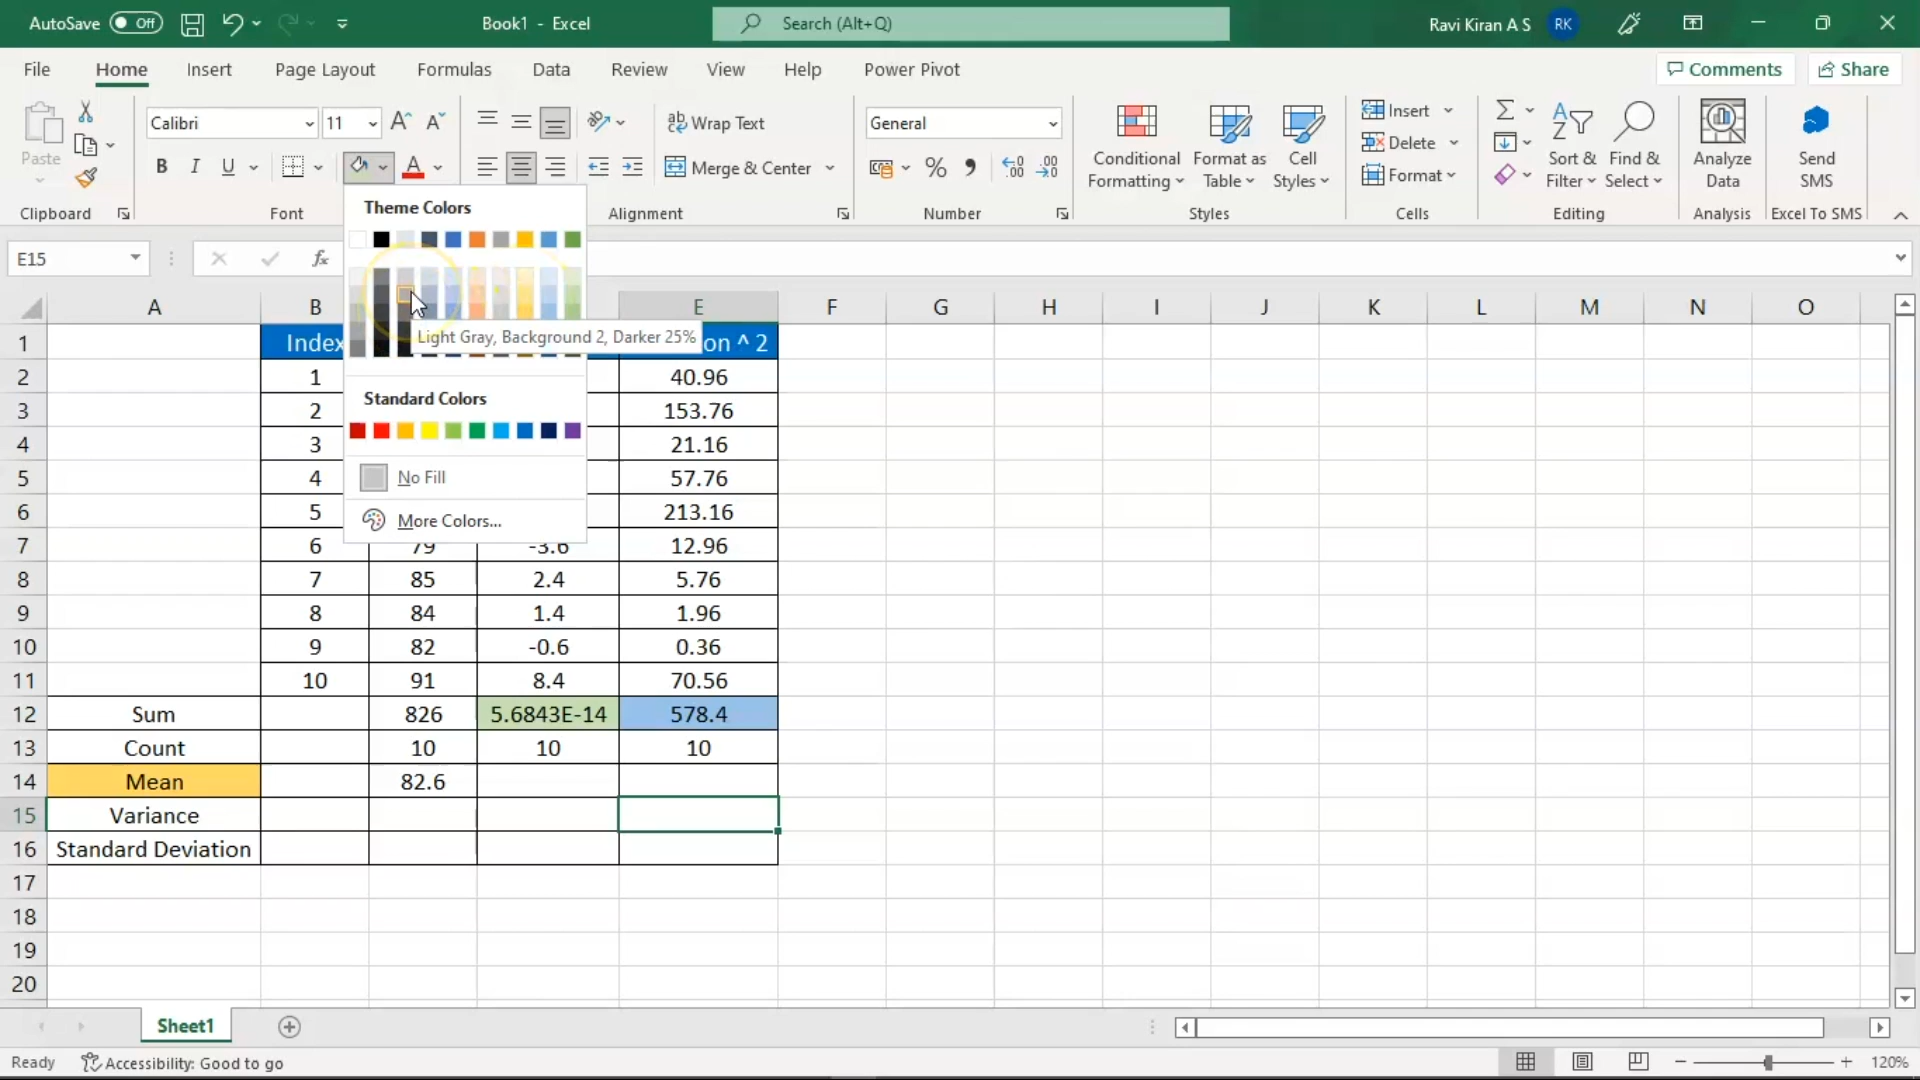 AutoSave Off Book1 - Excel Search (Alt+Q) Ravi Kiran A S RK
File Home Insert Page Layout Formulas Data Review View Help Power Pivot Comments Share
Paste Calibri 11 Wrap Text General Conditional Formatting Format as Table Cell Styles Insert Sort & Filter Find & Select Analyze Data Send SMS
B I U A Merge & Center % Delete
Format
Clipboard Font Alignment Number Styles Cells Editing Analysis Excel To SMS
Theme Colors
E15 fx
A B E F G H I J K L M N O
Light Gray, Background 2, Darker 25%
1 Index on ^ 2
2 1 40.96
3 2 153.76
Standard Colors
4 3 21.16
5 4 No Fill 57.76
6 5 More Colors... 213.16
7 6 79 -3.6 12.96
8 7 85 2.4 5.76
9 8 84 1.4 1.96
10 9 82 -0.6 0.36
11 10 91 8.4 70.56
12 Sum 826 5.6843E-14 578.4
13 Count 10 10 10
14 Mean 82.6
15 Variance
16 Standard Deviation
17
18
19
20
Sheet1
Ready Accessibility: Good to go 120%